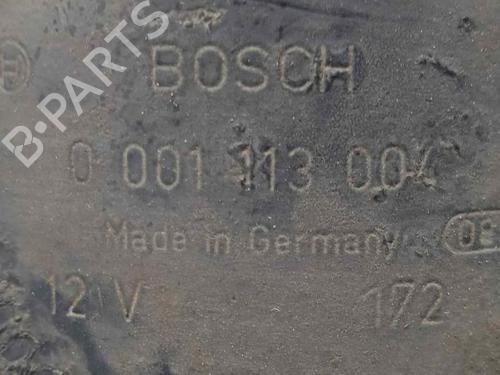 BOSCH
0 001 113 004
Made in Germany
12 V 172
B-PARTS